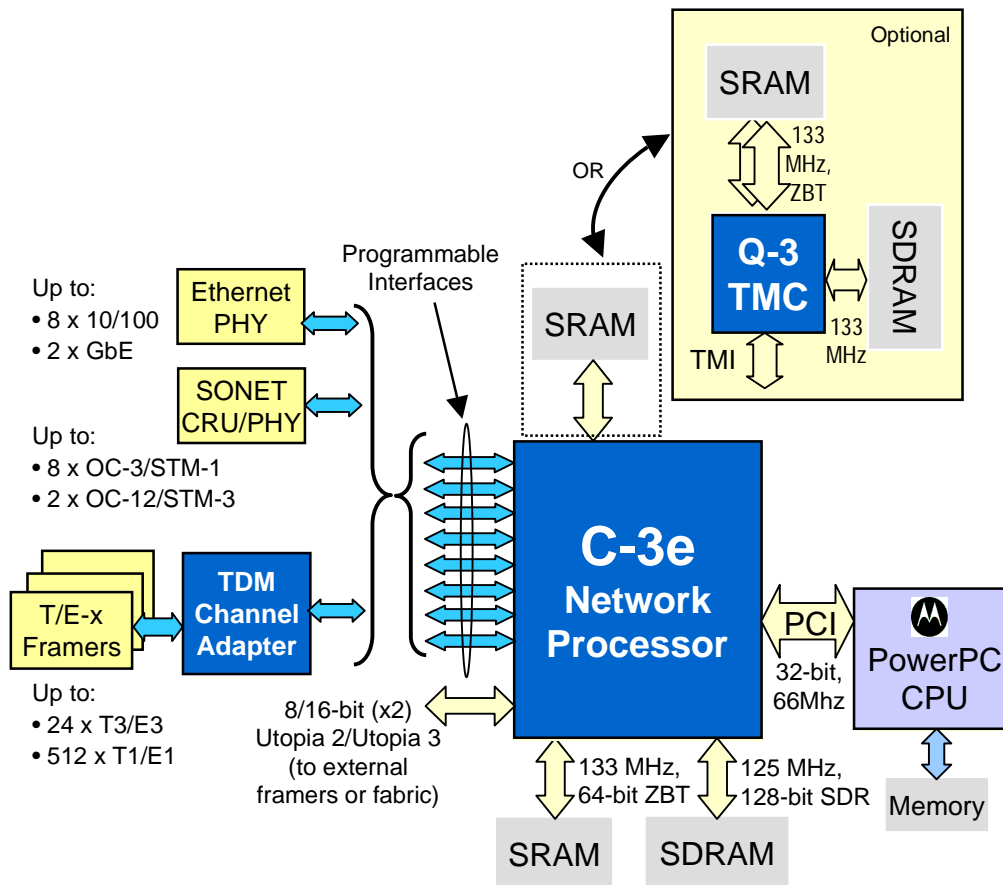 Optional
SRAM
133
MHz,
ZBT
Q-3
TMC
SDRAM
133
MHz
TMI
OR
SRAM
Programmable
Interfaces
Ethernet
PHY
Up to:
• 8 x 10/100
• 2 x GbE
SONET
CRU/PHY
Up to:
• 8 x OC-3/STM-1
• 2 x OC-12/STM-3
T/E-x
Framers
TDM
Channel
Adapter
Up to:
• 24 x T3/E3
• 512 x T1/E1
8/16-bit (x2)
Utopia 2/Utopia 3
(to external
framers or fabric)
C-3e
Network
Processor
PCI
32-bit,
66Mhz
PowerPC
CPU
Memory
133 MHz,
64-bit ZBT
SRAM
125 MHz,
128-bit SDR
SDRAM